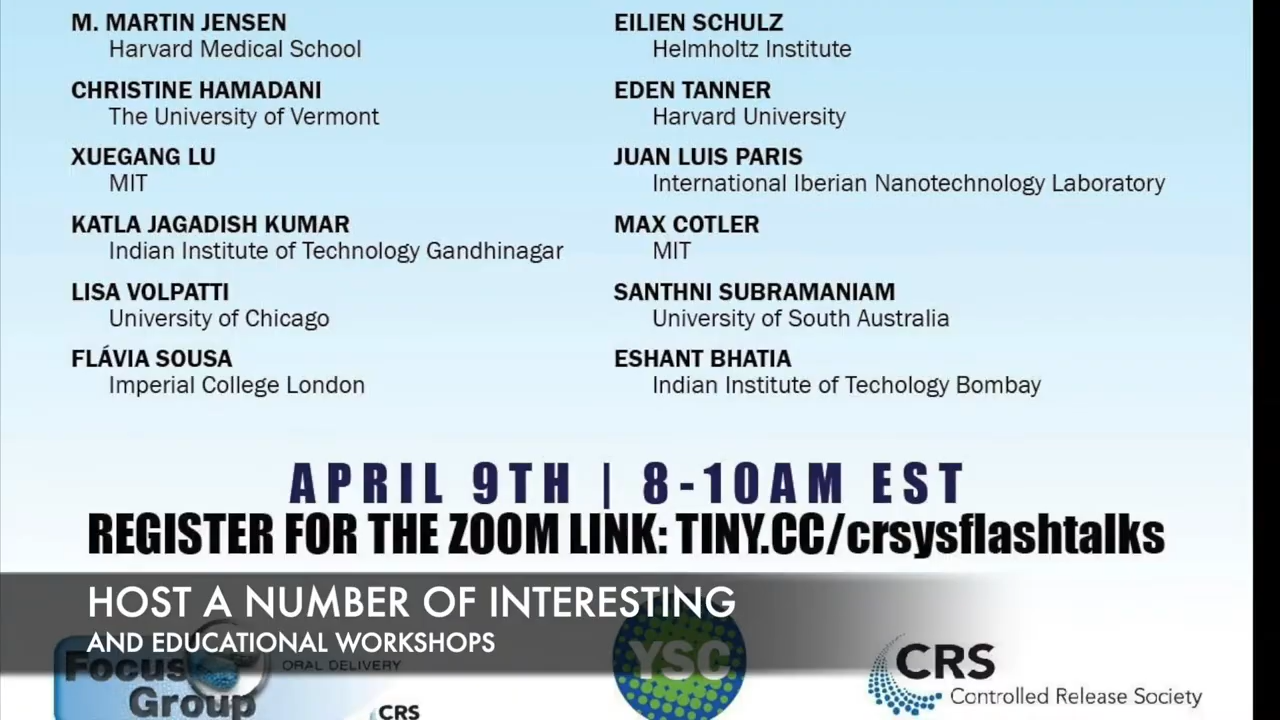 M. MARTIN JENSEN
Harvard Medical School
CHRISTINE HAMADANI
The University of Vermont
XUEGANG LU
MIT
KATLA JAGADISH KUMAR
Indian Institute of Technology Gandhinagar
LISA VOLPATTI
University of Chicago
FLÁVIA SOUSA
Imperial College London
EILIEN SCHULZ
Helmholtz Institute
EDEN TANNER
Harvard University
JUAN LUIS PARIS
International Iberian Nanotechnology Laboratory
MAX COTLER
MIT
SANTHNI SUBRAMANIAM
University of South Australia
ESHANT BHATIA
Indian Institute of Techology Bombay
APRIL 9TH | 8-10AM EST
REGISTER FOR THE ZOOM LINK: TINY.CC/crsysflashtalks
HOST A NUMBER OF INTERESTING
AND EDUCATIONAL WORKSHOPS
Focus
Group
ORAL DELIVERY
CRS
YSC
CRS
Controlled Release Society